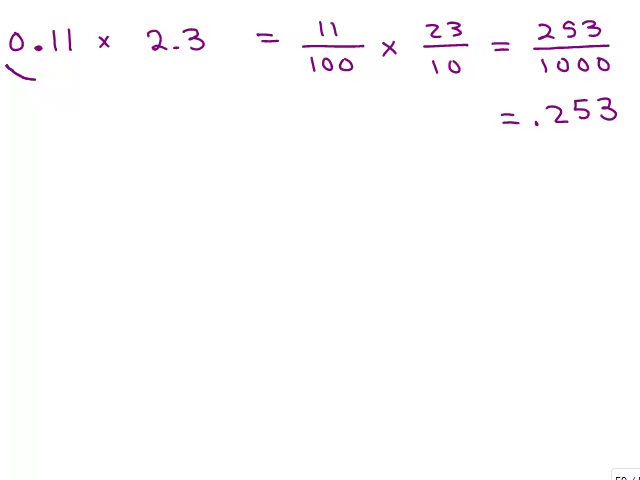 0.11 × 2.3 = 11/100 × 23/10 = 253/1000
= .253